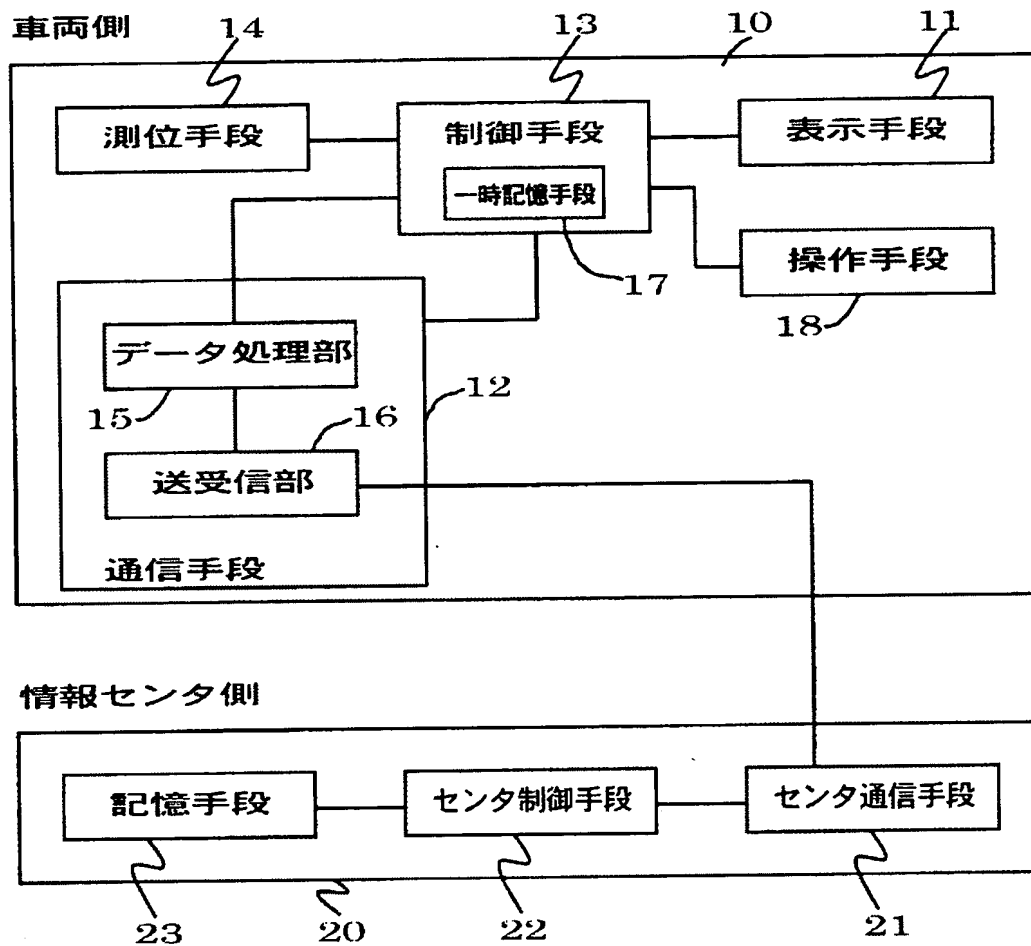 車両側
14
13
10
11
測位手段
制御手段
表示手段
一時記憶手段
17
操作手段
18
データ処理部
15
12
16
送受信部
通信手段
情報センタ側
記憶手段
センタ制御手段
センタ通信手段
23
20
22
21